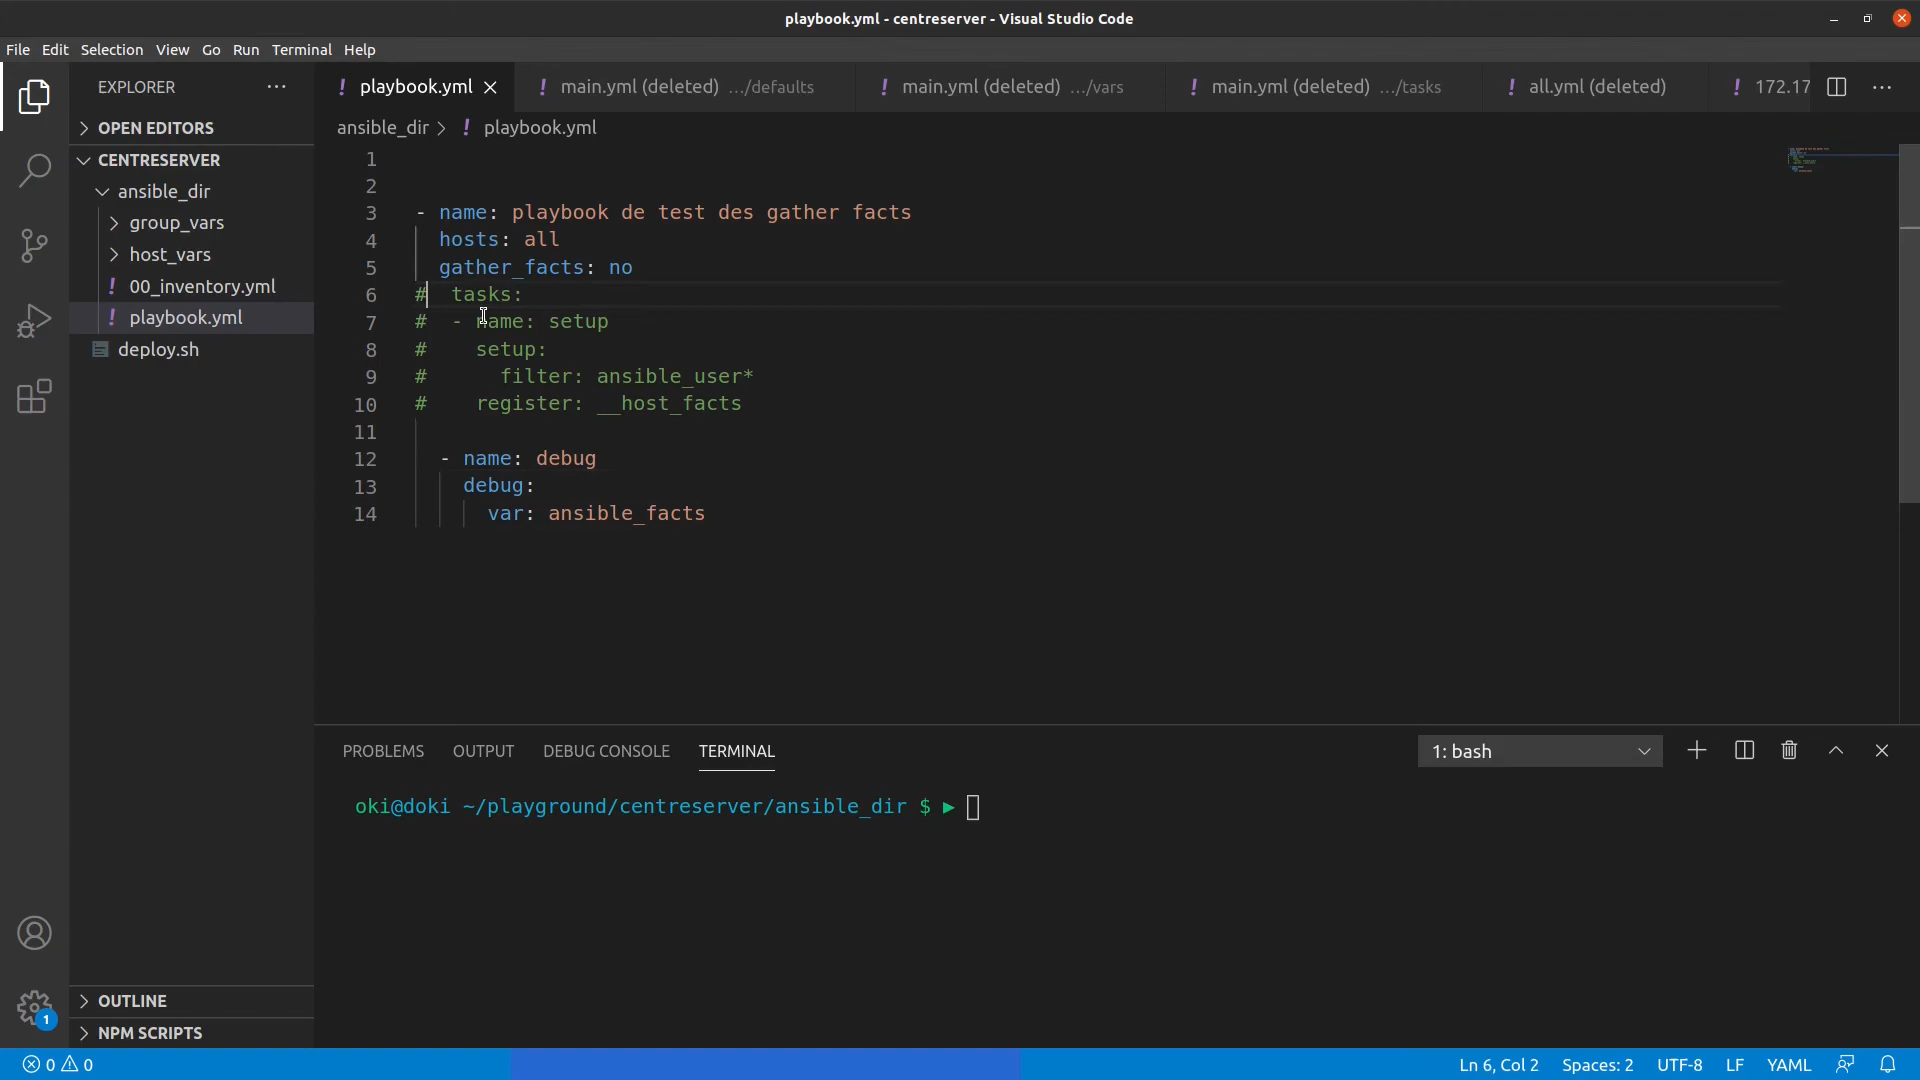 playbook.yml - centreserver - Visual Studio Code
File Edit Selection View Go Run Terminal Help
EXPLORER
playbook.yml
main.yml (deleted) .../defaults
main.yml (deleted) .../vars
main.yml (deleted) .../tasks
all.yml (deleted)
172.17
OPEN EDITORS
CENTRESERVER
ansible_dir
group_vars
host_vars
00_inventory.yml
playbook.yml
deploy.sh
OUTLINE
NPM SCRIPTS
1
ansible_dir > playbook.yml
1
2
3 - name: playbook de test des gather facts
4 hosts: all
5 gather_facts: no
6 # tasks:
7 # - name: setup
8 # setup:
9 # filter: ansible_user*
10 # register: __host_facts
11
12 - name: debug
13 debug:
14 var: ansible_facts
PROBLEMS OUTPUT DEBUG CONSOLE TERMINAL
1: bash
oki@doki ~/playground/centreserver/ansible_dir $ ▶
0 0
Ln 6, Col 2 Spaces: 2 UTF-8 LF YAML